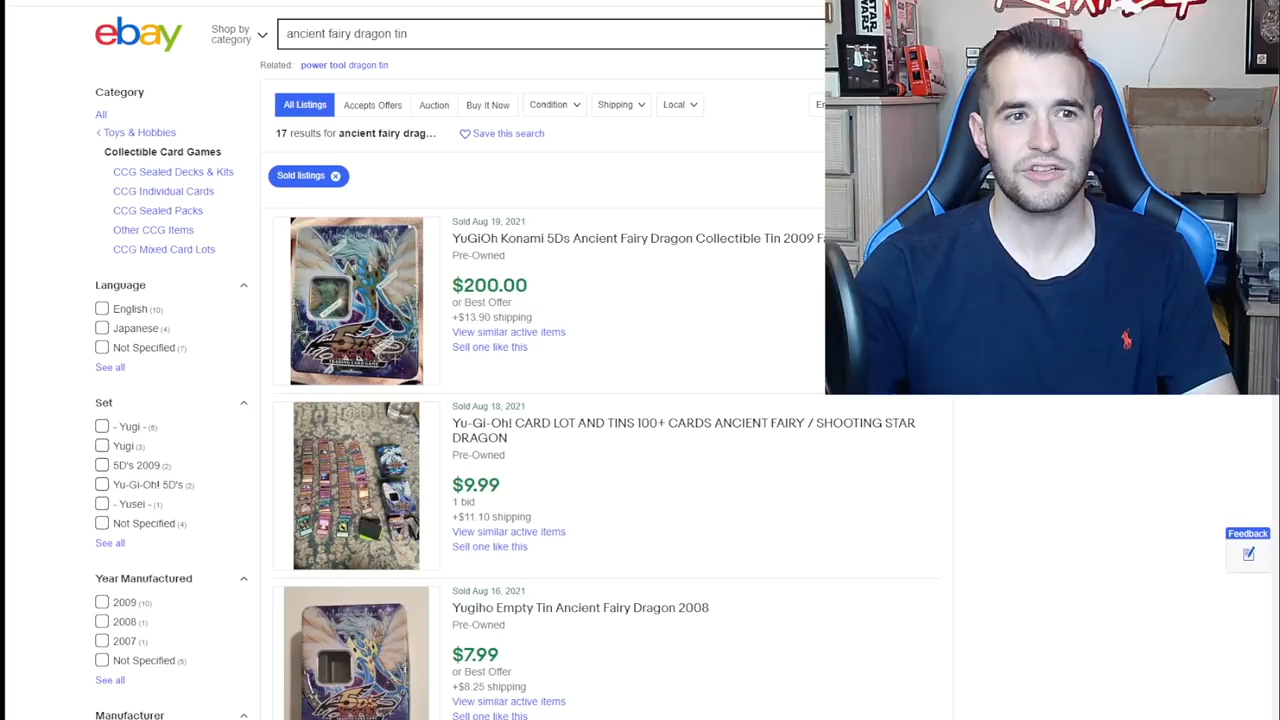 ebay
Shop by
category
ancient fairy dragon tin
Related: power tool dragon tin
Category
All
Toys & Hobbies
Collectible Card Games
CCG Sealed Decks & Kits
CCG Individual Cards
CCG Sealed Packs
Other CCG Items
CCG Mixed Card Lots
Language
English (10)
Japanese (4)
Not Specified (7)
See all
Set
- Yugi - (5)
Yugi (3)
5D'S 2009 (2)
Yu-Gi-Oh! 5D's (2)
- Yusei - (1)
Not Specified (4)
See all
Year Manufactured
2009 (10)
2008 (1)
2007 (1)
Not Specified (5)
See all
Manufacturer
All Listings
Accepts Offers
Auction
Buy It Now
Condition
Shipping
Local
17 results for ancient fairy drag...
Save this search
Sold listings
Sold Aug 19, 2021
YuGiOh Konami 5Ds Ancient Fairy Dragon Collectible Tin 2009
Pre-Owned
$200.00
or Best Offer
+$13.90 shipping
View similar active items
Sell one like this
Sold Aug 18, 2021
Yu-Gi-Oh! CARD LOT AND TINS 100+ CARDS ANCIENT FAIRY / SHOOTING STAR
DRAGON
Pre-Owned
$9.99
1 bid
+$11.10 shipping
View similar active items
Sell one like this
Sold Aug 16, 2021
Yugiho Empty Tin Ancient Fairy Dragon 2008
Pre-Owned
$7.99
or Best Offer
+$8.25 shipping
View similar active items
Sell one like this
STAR
WARS
Feedback